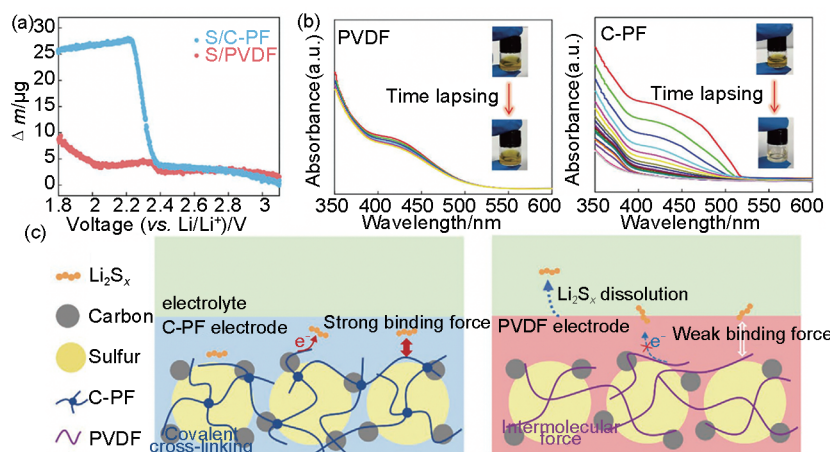 (a)
S/C-PF
S/PVDF
30
25
20
15
10
5
0
Δ m/μg
1.8 2 2.2 2.4 2.6 2.8 3
Voltage (vs. Li/Li⁺)/V
(b)
PVDF
Time lapsing
Absorbance(a.u.)
350 400 450 500 550 600
Wavelength/nm
C-PF
Time lapsing
Absorbance(a.u.)
350 400 450 500 550 600
Wavelength/nm
(c)
Li₂Sₓ
Carbon
Sulfur
C-PF
PVDF
electrolyte
C-PF electrode
Strong binding force
e⁻
Covalent
cross-linking
Li₂Sₓ dissolution
PVDF electrode
Weak binding force
e⁻
Intermolecular
force